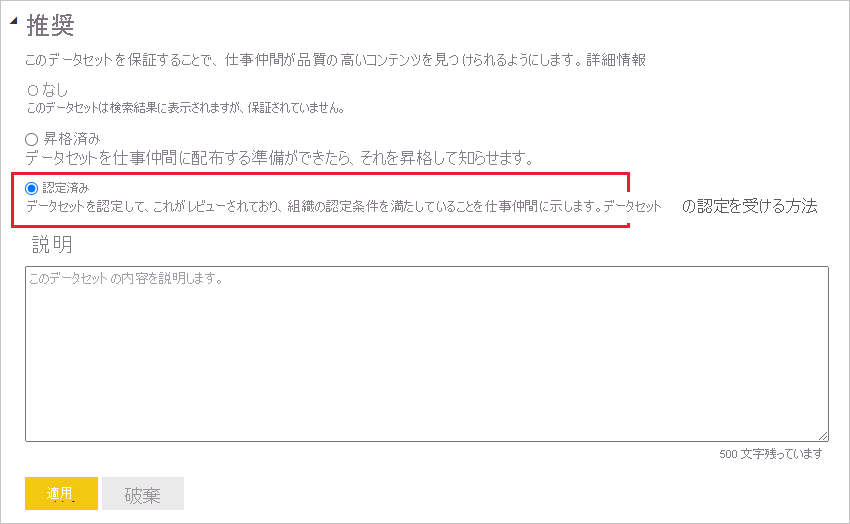 推奨
このデータセットを保証することで、仕事仲間が品質の高いコンテンツを見つけられるようにします。詳細情報
なし
このデータセットは検索結果に表示されますが、保証されていません。
昇格済み
データセットを仕事仲間に配布する準備ができたら、それを昇格して知らせます。
認定済み
データセットを認定して、これがレビューされており、組織の認定条件を満たしていることを仕事仲間に示します。データセット の認定を受ける方法
説明
このデータセットの内容を説明します。
500 文字残っています
適用 破棄